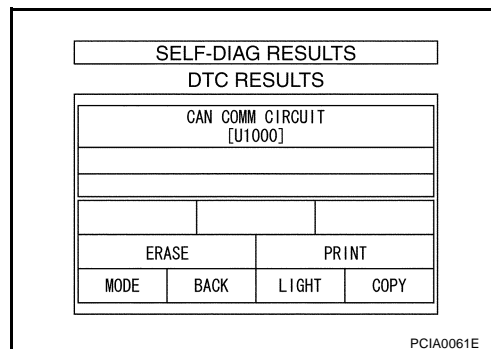 SELF-DIAG RESULTS
DTC RESULTS
CAN COMM CIRCUIT
[U1000]
ERASE PRINT
MODE BACK LIGHT COPY
PCIA0061E